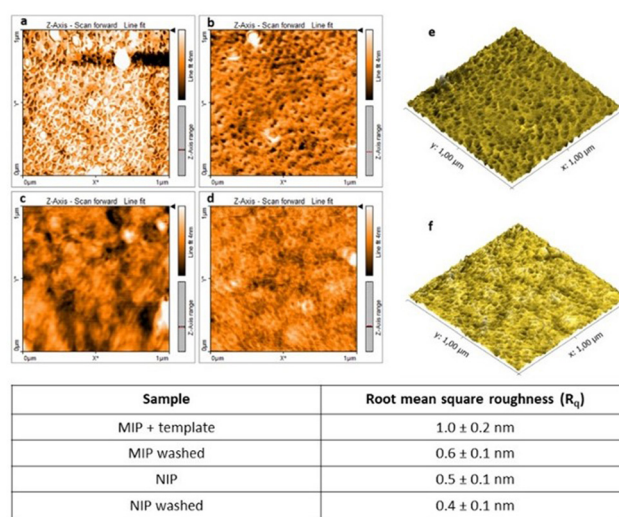 a
Z-Axis - Scan forward Line fit
1µm
Y*
0µm
0µm X* 1µm
Line fit 4nm
Z-Axis range
b
Z-Axis - Scan forward Line fit
1µm
Y*
0µm
0µm X* 1µm
Line fit 4nm
Z-Axis range
e
y: 1,00 µm
x: 1,00 µm
c
Z-Axis - Scan forward Line fit
1µm
Y*
0µm
0µm X* 1µm
Line fit 4nm
Z-Axis range
d
Z-Axis - Scan forward Line fit
1µm
Y*
0µm
0µm X* 1µm
Line fit 4nm
Z-Axis range
f
y: 1,00 µm
x: 1,00 µm
Sample Root mean square roughness (Rq)
MIP + template 1.0 ± 0.2 nm
MIP washed 0.6 ± 0.1 nm
NIP 0.5 ± 0.1 nm
NIP washed 0.4 ± 0.1 nm